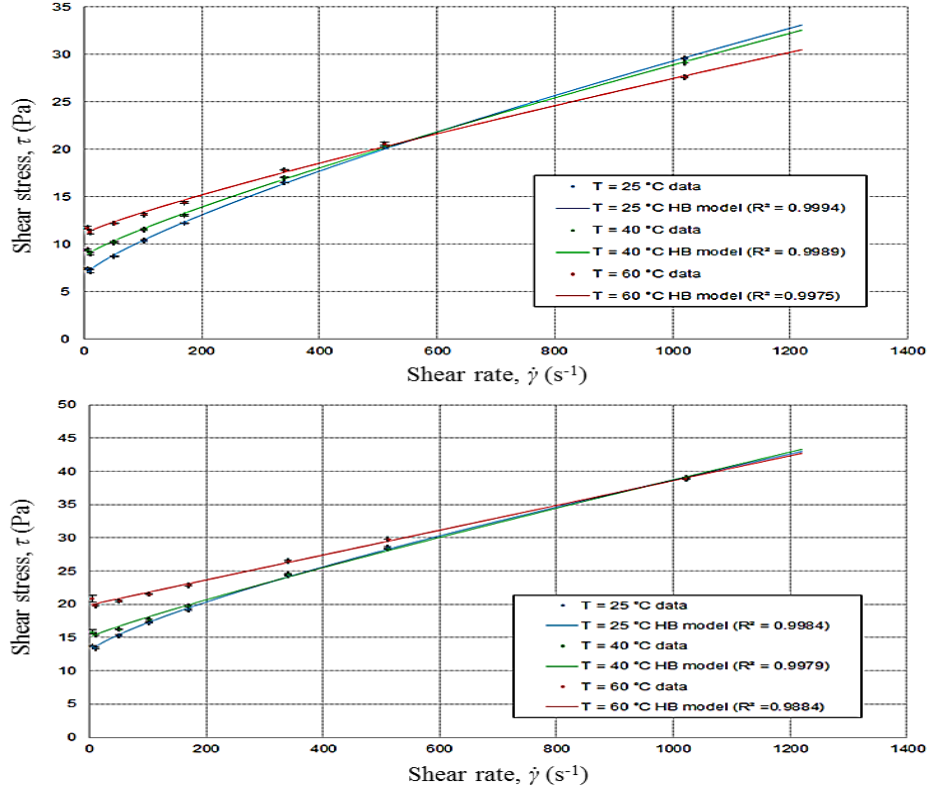 35
30
25
20
15
10
5
0
Shear stress, τ (Pa)
T = 25 °C data
T = 25 °C HB model (R² = 0.9994)
T = 40 °C data
T = 40 °C HB model (R² = 0.9989)
T = 60 °C data
T = 60 °C HB model (R² =0.9975)
0 200 400 600 800 1000 1200 1400
Shear rate, γ̇ (s⁻¹)
50
45
40
35
30
25
20
15
10
5
0
Shear stress, τ (Pa)
T = 25 °C data
T = 25 °C HB model (R² = 0.9984)
T = 40 °C data
T = 40 °C HB model (R² = 0.9979)
T = 60 °C data
T = 60 °C HB model (R² =0.9884)
0 200 400 600 800 1000 1200 1400
Shear rate, γ̇ (s⁻¹)